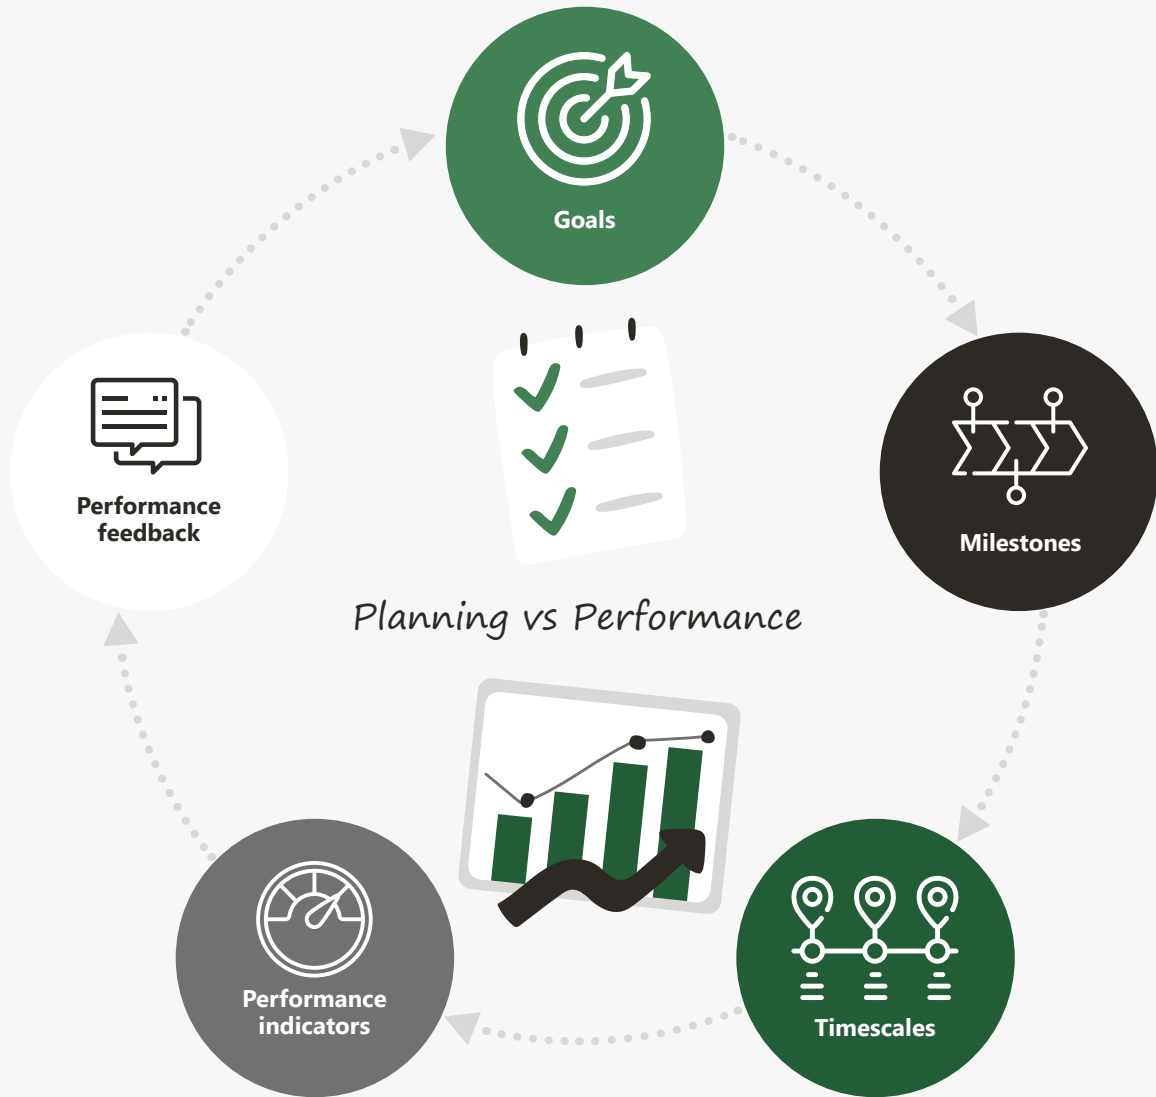 Goals
Milestones
Performance
feedback
Planning vs Performance
Performance
indicators
Timescales